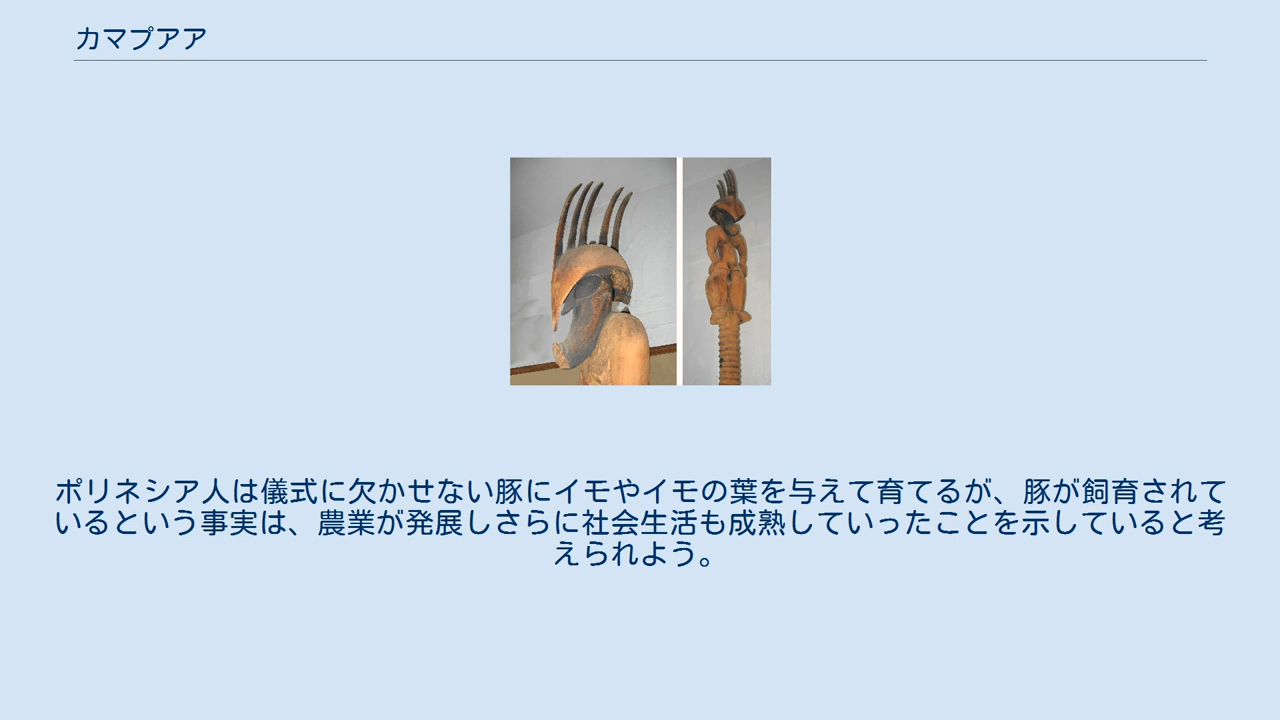 カマプアア
ポリネシア人は儀式に欠かせない豚にイモやイモの葉を与えて育てるが、豚が飼育されて
いるという事実は、農業が発展しさらに社会生活も成熟していったことを示していると考
えられよう。